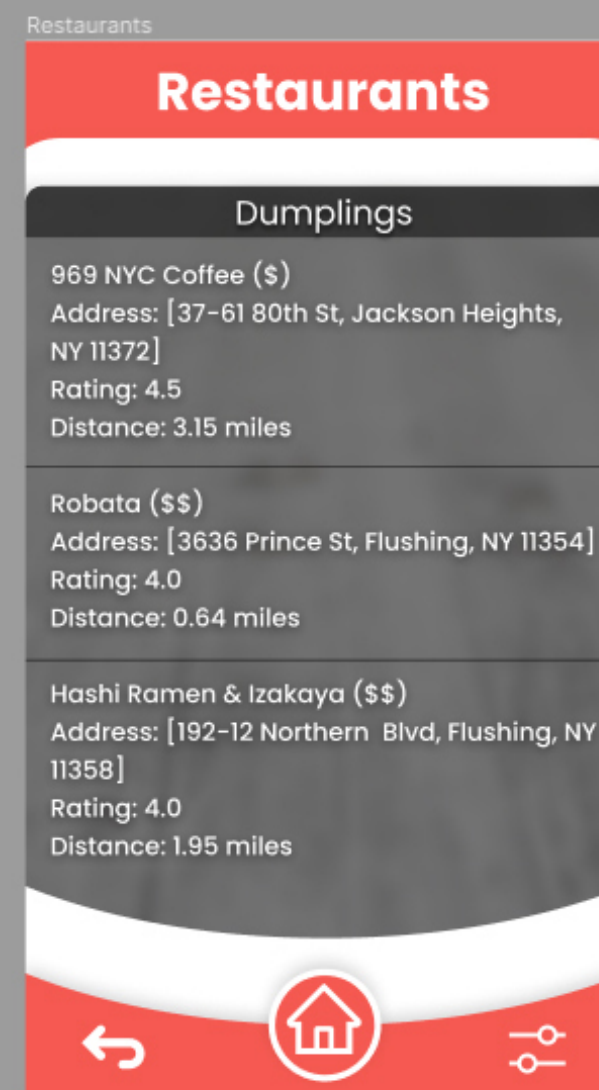 Restaurants
Restaurants
Dumplings
969 NYC Coffee ($)
Address: [37-61 80th St, Jackson Heights,
NY 11372]
Rating: 4.5
Distance: 3.15 miles
Robata ($$)
Address: [3636 Prince St, Flushing, NY 11354]
Rating: 4.0
Distance: 0.64 miles
Hashi Ramen & Izakaya ($$)
Address: [192-12 Northern  Blvd, Flushing, NY
11358]
Rating: 4.0
Distance: 1.95 miles